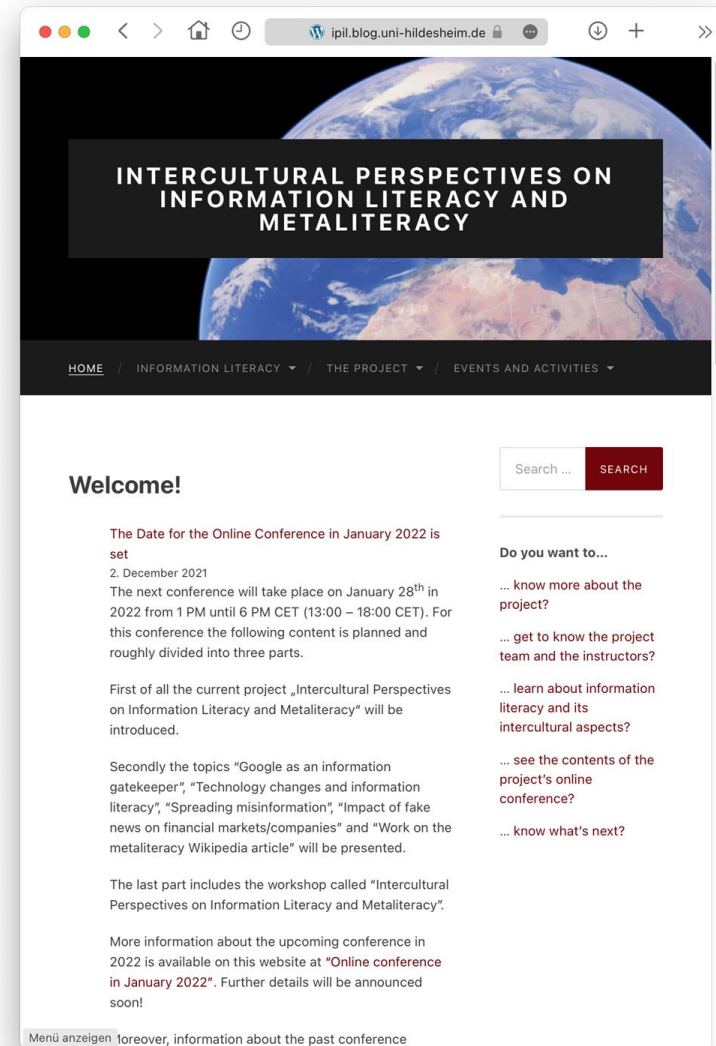 ipil.blog.uni-hildesheim.de
INTERCULTURAL PERSPECTIVES ON
INFORMATION LITERACY AND
METALITERACY
HOME / INFORMATION LITERACY / THE PROJECT / EVENTS AND ACTIVITIES
Welcome!
The Date for the Online Conference in January 2022 is
set
2. December 2021
The next conference will take place on January 28th in
2022 from 1 PM until 6 PM CET (13:00 – 18:00 CET). For
this conference the following content is planned and
roughly divided into three parts.
First of all the current project „Intercultural Perspectives
on Information Literacy and Metaliteracy“ will be
introduced.
Secondly the topics “Google as an information
gatekeeper”, “Technology changes and information
literacy”, “Spreading misinformation”, “Impact of fake
news on financial markets/companies” and “Work on the
metaliteracy Wikipedia article” will be presented.
The last part includes the workshop called “Intercultural
Perspectives on Information Literacy and Metaliteracy”.
More information about the upcoming conference in
2022 is available on this website at “Online conference
in January 2022”. Further details will be announced
soon!
Moreover, information about the past conference
Search ...
SEARCH
Do you want to...
... know more about the
project?
... get to know the project
team and the instructors?
... learn about information
literacy and its
intercultural aspects?
... see the contents of the
project’s online
conference?
... know what’s next?
Menü anzeigen